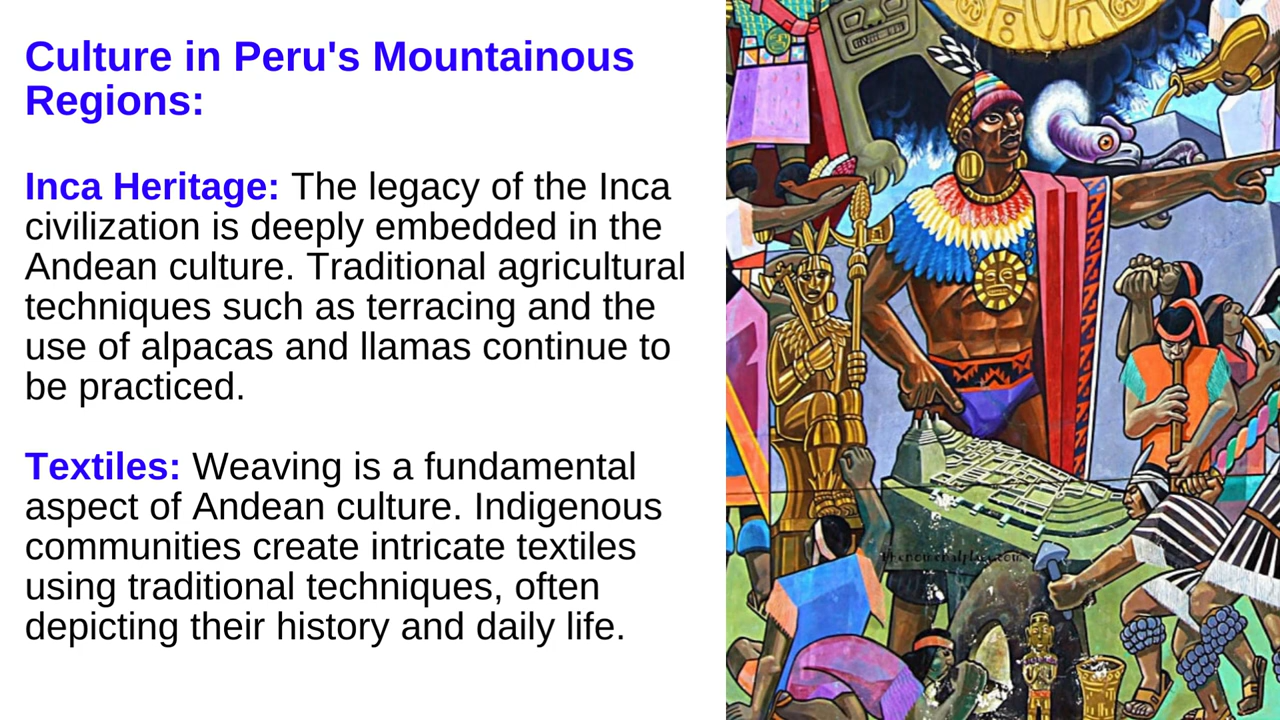 Culture in Peru's Mountainous
Regions:
Inca Heritage: The legacy of the Inca
civilization is deeply embedded in the
Andean culture. Traditional agricultural
techniques such as terracing and the
use of alpacas and llamas continue to
be practiced.
Textiles: Weaving is a fundamental
aspect of Andean culture. Indigenous
communities create intricate textiles
using traditional techniques, often
depicting their history and daily life.